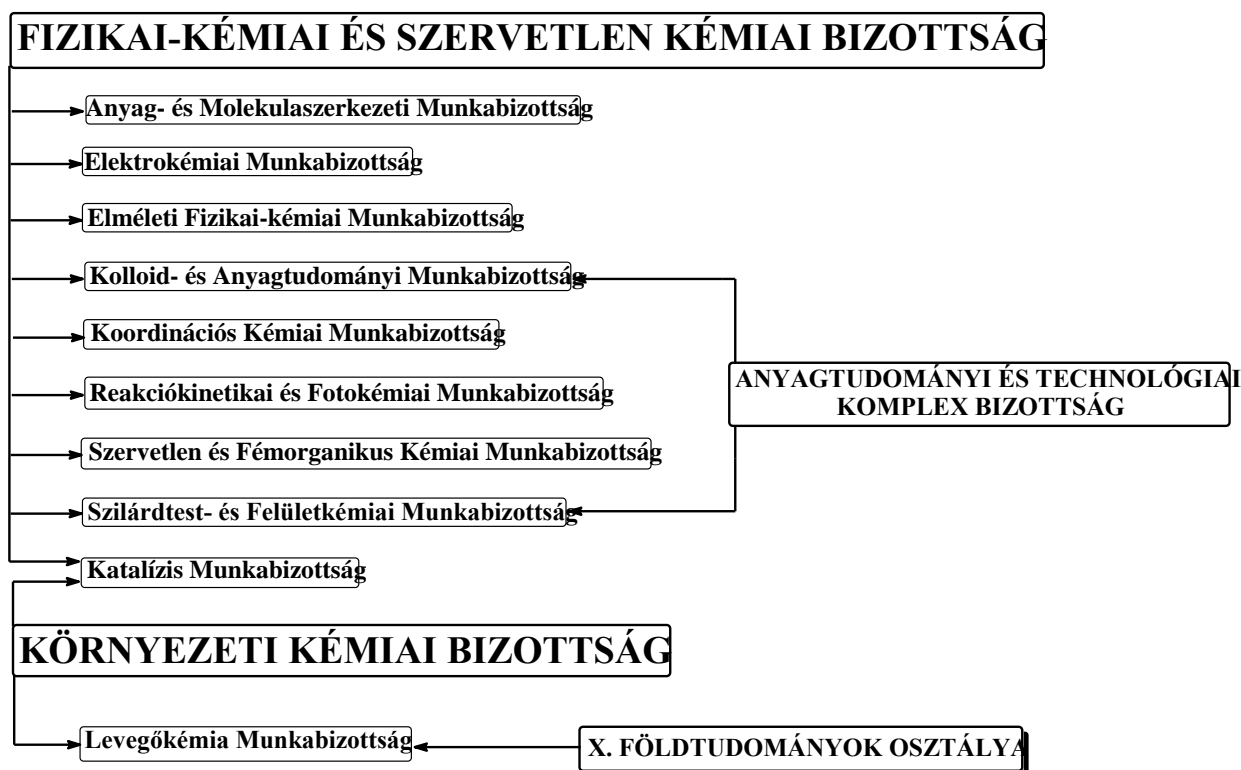 FIZIKAI-KÉMIAI ÉS SZERVETLEN KÉMIAI BIZOTTSÁG
Anyag- és Molekulaszerkezeti Munkabizottság
Elektrokémiai Munkabizottság
Elméleti Fizikai-kémiai Munkabizottság
Kolloid- és Anyagtudományi Munkabizottság
Koordinációs Kémiai Munkabizottság
ANYAGTUDOMÁNYI ÉS TECHNOLÓGIAI
KOMPLEX BIZOTTSÁG
Reakciókinetikai és Fotokémiai Munkabizottság
Szervetlen és Fémorganikus Kémiai Munkabizottság
Szilárdtest- és Felületkémiai Munkabizottság
Katalízis Munkabizottság
KÖRNYEZETI KÉMIAI BIZOTTSÁG
Levegőkémia Munkabizottság
X. FÖLDTUDOMÁNYOK OSZTÁLYA